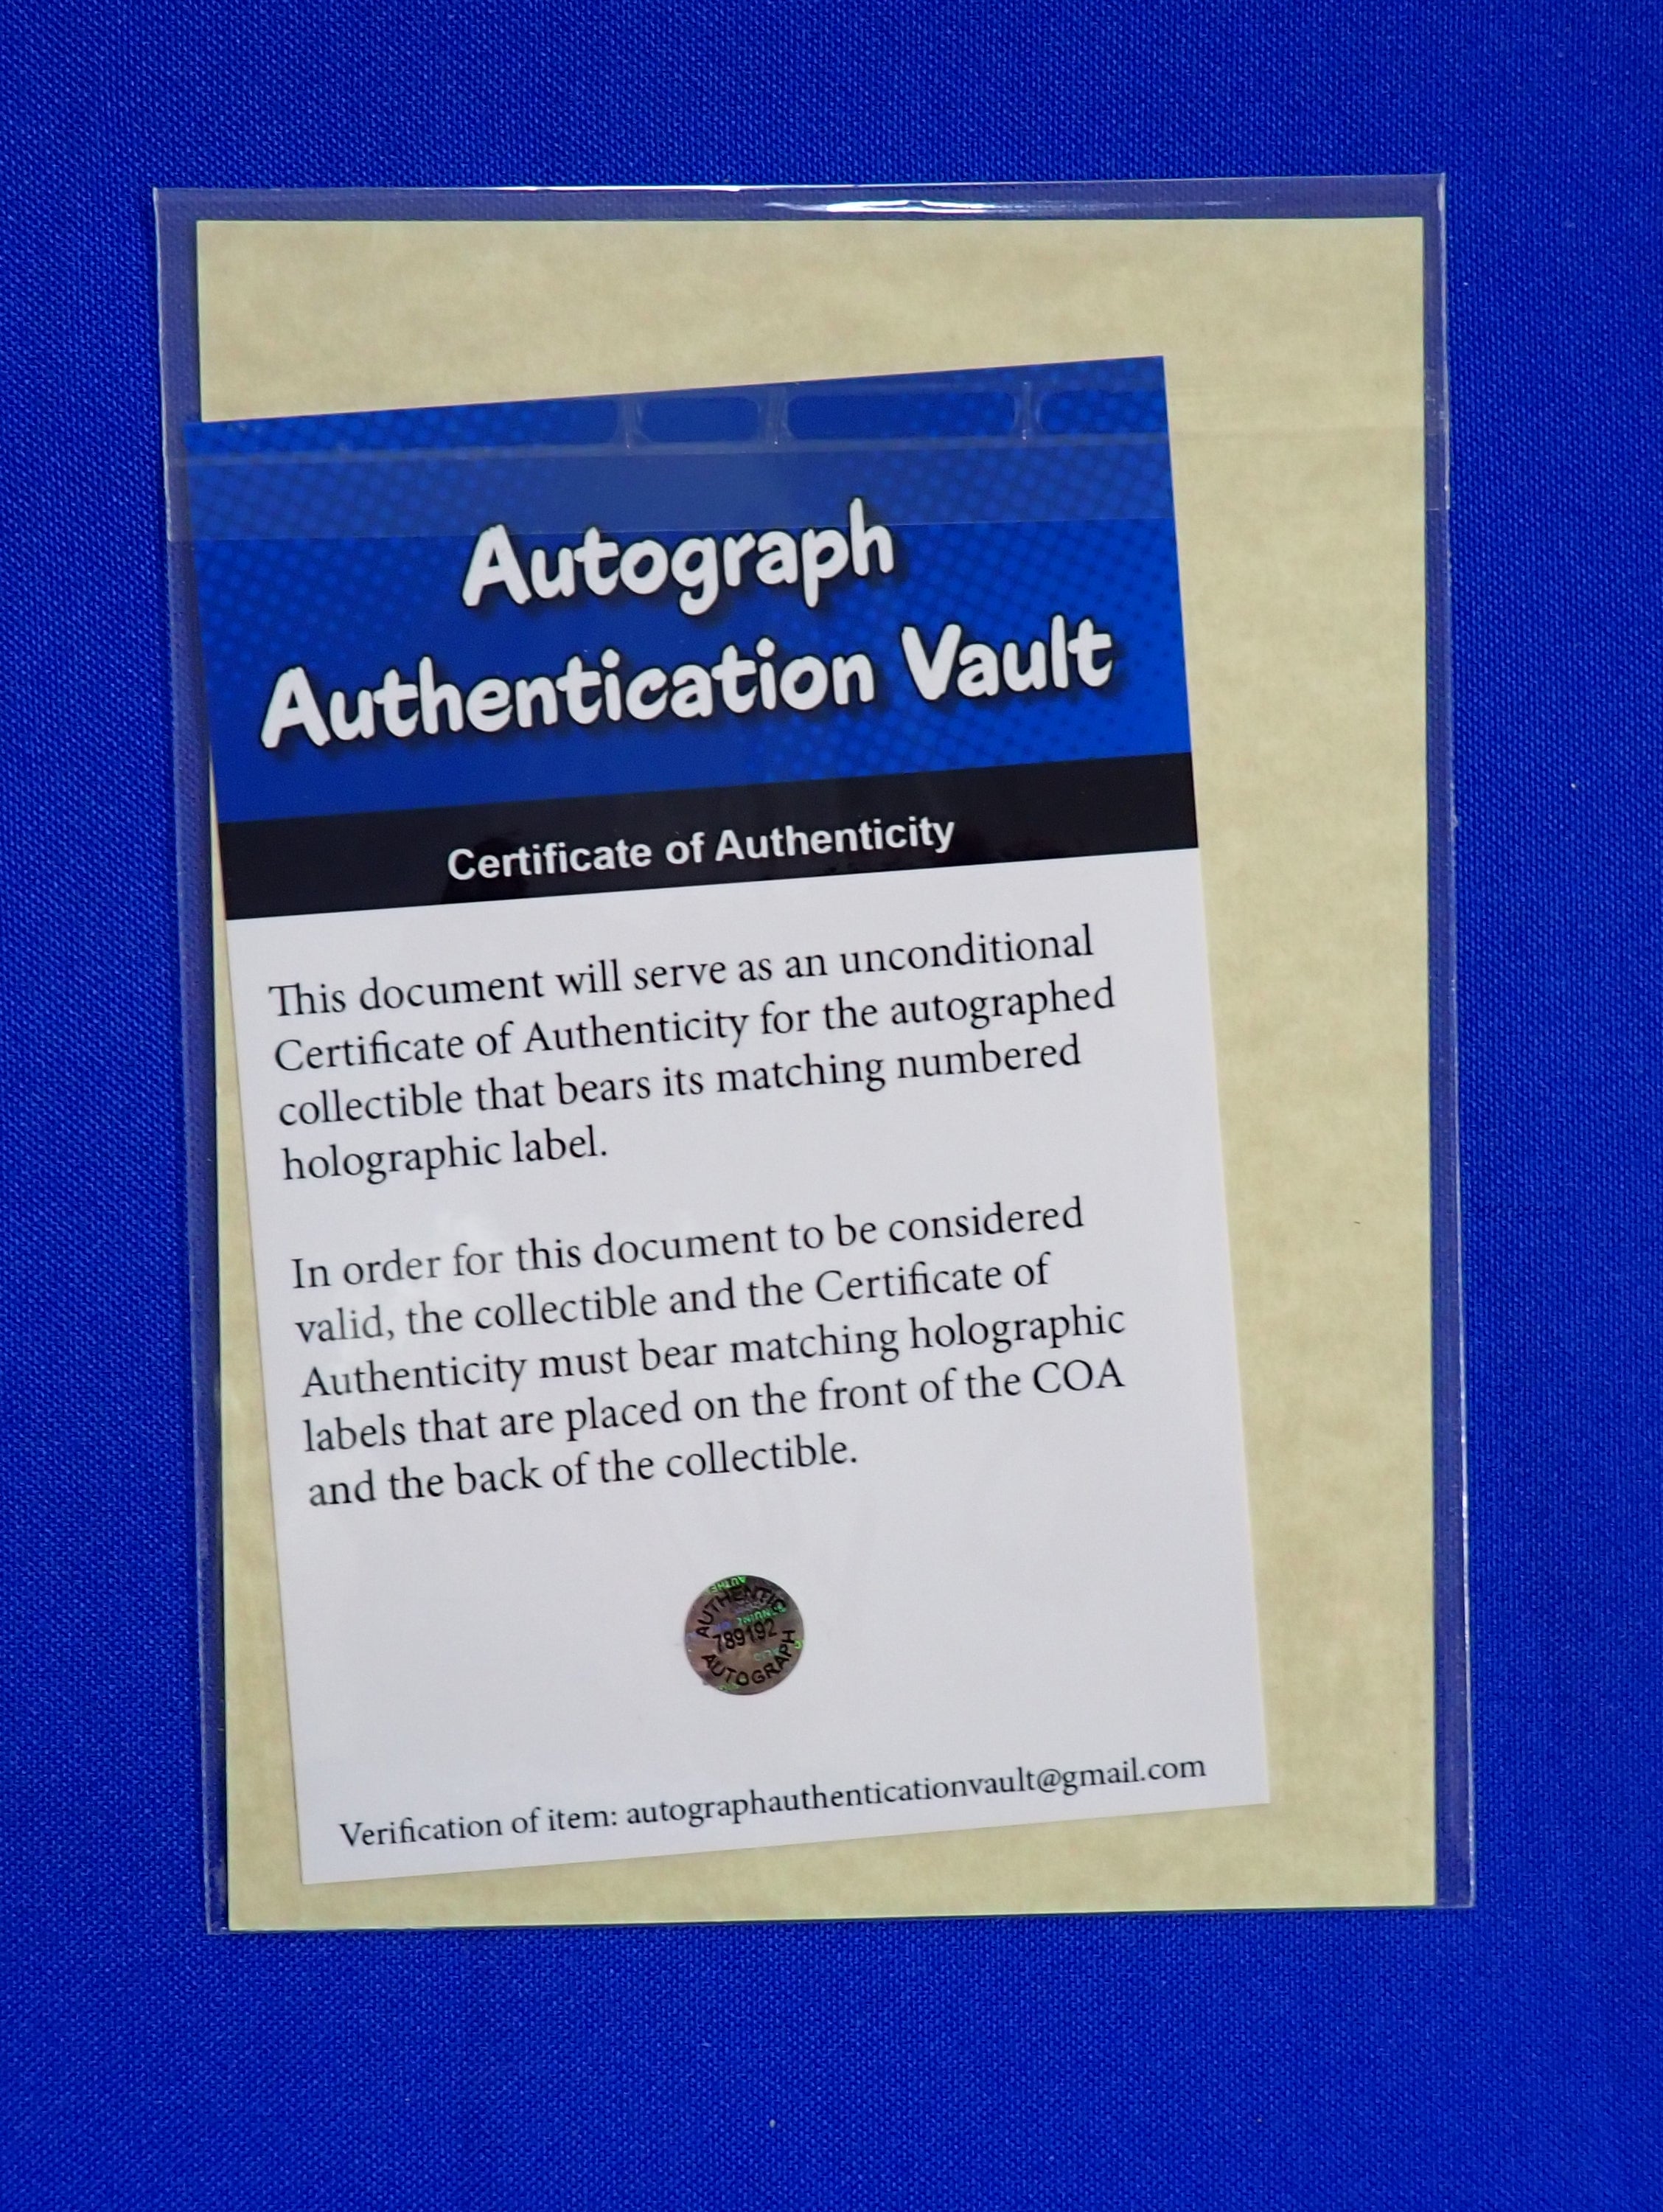 Autograph
Authentication Vault
Certificate of Authenticity
This document will serve as an unconditional
Certificate of Authenticity for the autographed
collectible that bears its matching numbered
holographic label.
In order for this document to be considered
valid, the collectible and the Certificate of
Authenticity must bear matching holographic
labels that are placed on the front of the COA
and the back of the collectible.
AUTHENTIC
789192
AUTOGRAPH
Verification of item: autographauthenticationvault@gmail.com